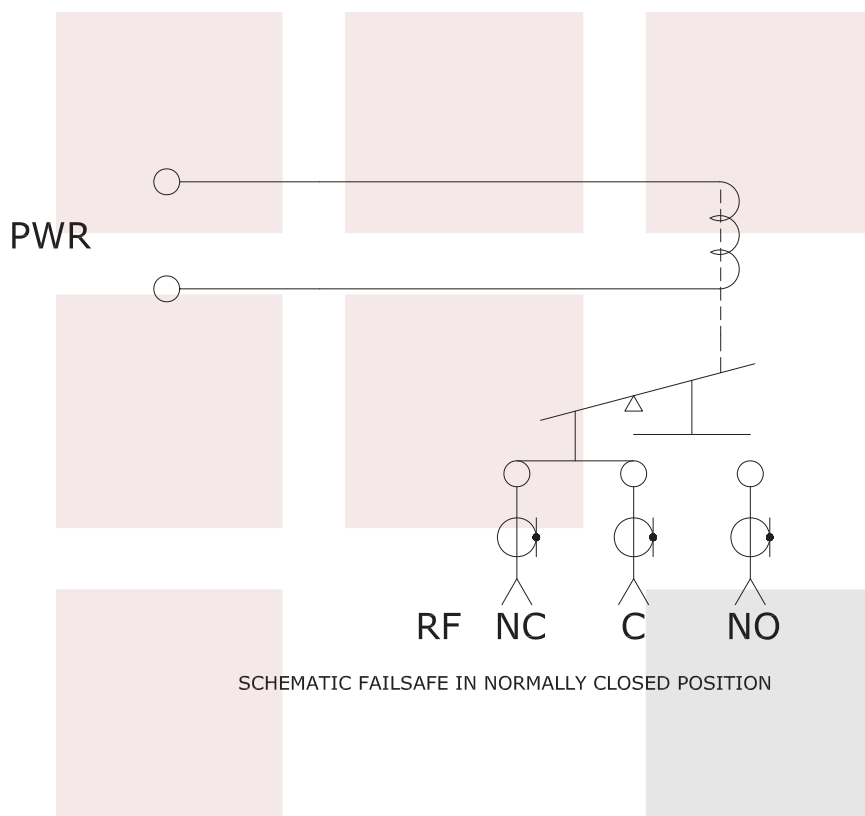 PWR
RF NC C NO
SCHEMATIC FAILSAFE IN NORMALLY CLOSED POSITION